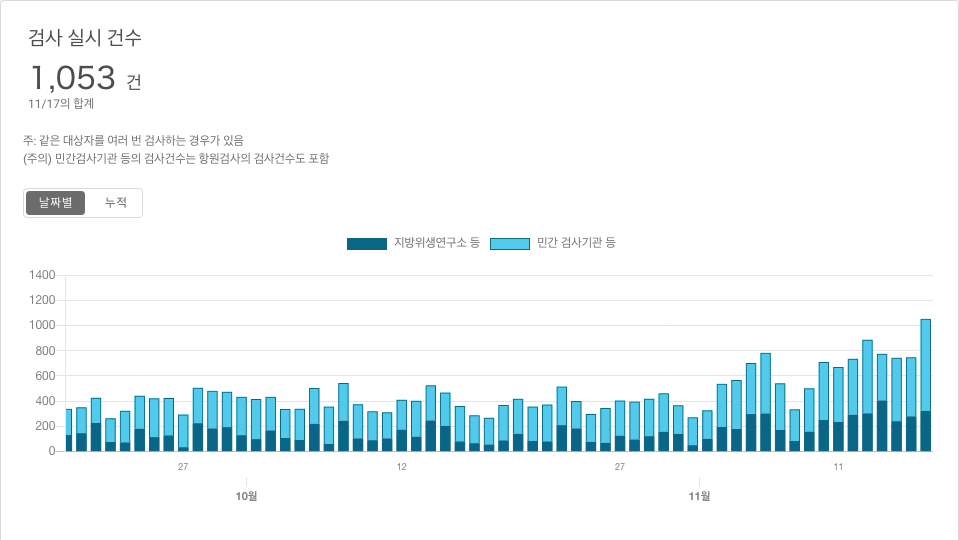 검사 실시 건수
1,053 건
11/17의 합계
주: 같은 대상자를 여러 번 검사하는 경우가 있음
(주의) 민간검사기관 등의 검사건수는 항원검사의 검사건수도 포함
날짜별 누적
지방위생연구소 등 민간 검사기관 등
1400
1200
1000
800
600
400
200
0
27 12 27 11
10월 11월